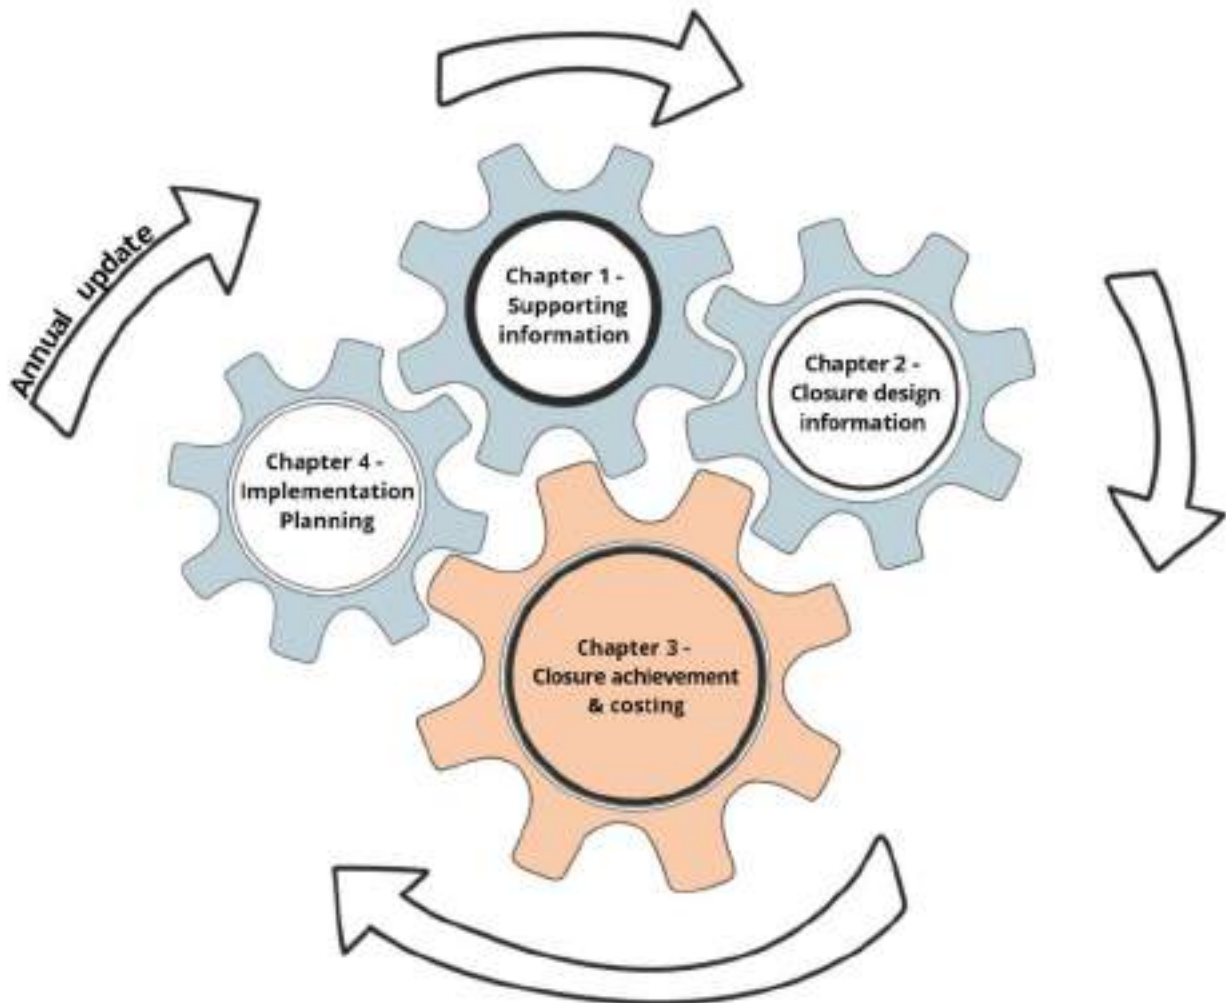 Annual update
Chapter 1 -
Supporting
information
Chapter 2 -
Closure design
information
Chapter 3 -
Closure achievement
& costing
Chapter 4 -
Implementation
Planning